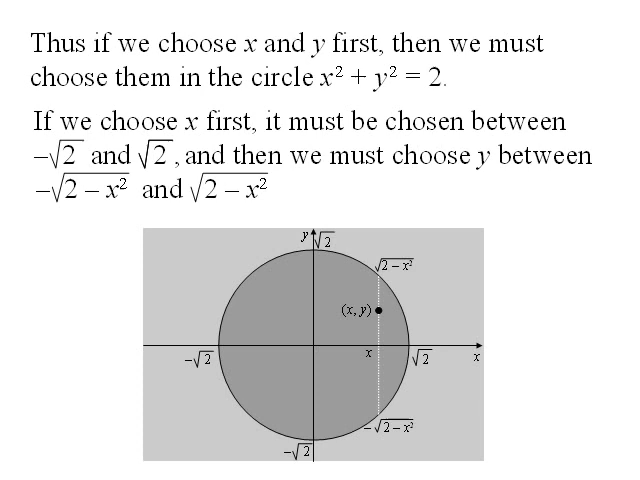 Thus if we choose x and y first, then we must
choose them in the circle x² + y² = 2.
If we choose x first, it must be chosen between
–√2 and √2, and then we must choose y between
–√2 – x² and √2 – x²
y √2
√2 – x²
(x, y)
–√2 x √2 x
–√2 – x²
–√2